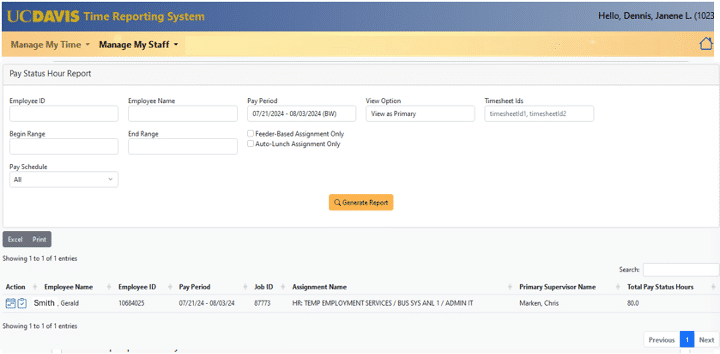 UCDAVIS Time Reporting System Hello, Dennis, Janene L. (1023
Manage My Time Manage My Staff
Pay Status Hour Report
Employee ID Employee Name Pay Period View Option Timesheet Ids
07/21/2024 - 08/03/2024 (BW) View as Primary timesheetId1, timesheetId2
Begin Range End Range Feeder-Based Assignment Only
Auto-Lunch Assignment Only
Pay Schedule
All
Generate Report
Excel Print
Showing 1 to 1 of 1 entries
Search:
Action Employee Name Employee ID Pay Period Job ID Assignment Name Primary Supervisor Name Total Pay Status Hours
Smith , Gerald 10684025 07/21/24 - 08/03/24 87773 HR: TEMP EMPLOYMENT SERVICES / BUS SYS ANL 1 / ADMIN IT Marken, Chris 80.0
Showing 1 to 1 of 1 entries
Previous 1 Next